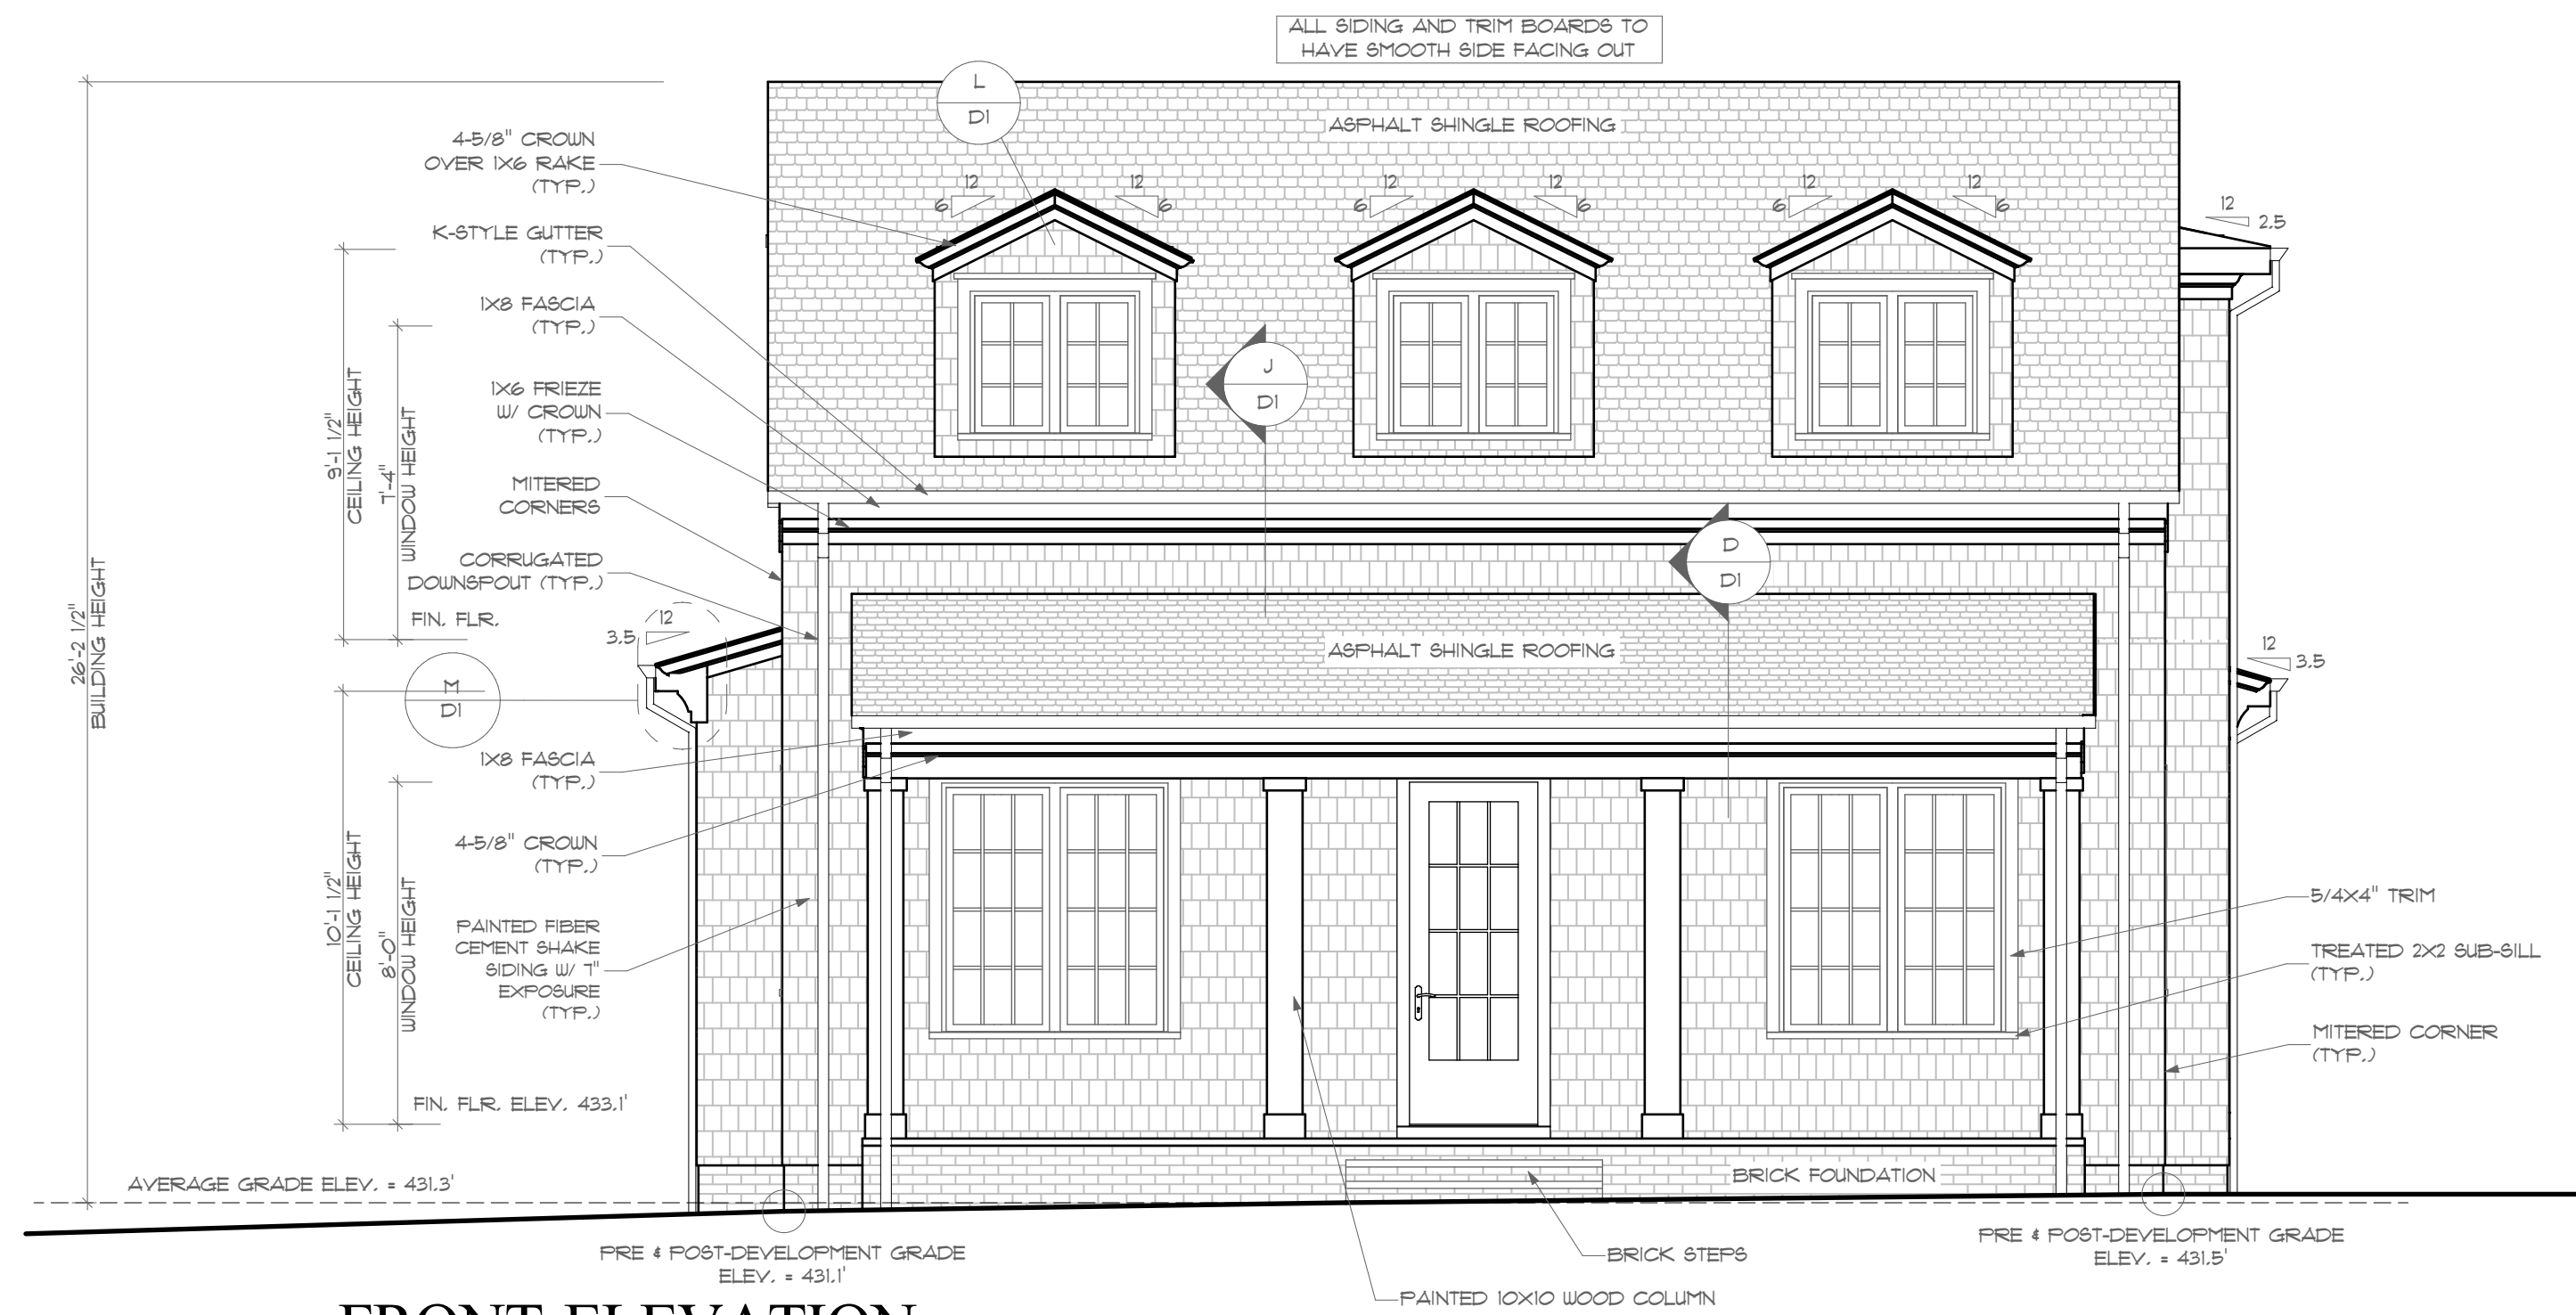 ALL SIDING AND TRIM BOARDS TO
HAVE SMOOTH SIDE FACING OUT
L
D1
ASPHALT SHINGLE ROOFING
4-5/8" CROWN
OVER 1X6 RAKE
(TYP.)
12
6
12
6
12
6
12
6
12
6
12
6
12
2.5
K-STYLE GUTTER
(TYP.)
1X8 FASCIA
(TYP.)
J
D1
1X6 FRIEZE
W/ CROWN
(TYP.)
9'-1 1/2"
CEILING HEIGHT
7'-4"
WINDOW HEIGHT
MITERED
CORNERS
D
D1
CORRUGATED
DOWNSPOUT (TYP.)
FIN. FLR.
26'-2 1/2"
BUILDING HEIGHT
12
3.5
ASPHALT SHINGLE ROOFING
12
3.5
M
D1
1X8 FASCIA
(TYP.)
4-5/8" CROWN
(TYP.)
10'-1 1/2"
CEILING HEIGHT
8'-0"
WINDOW HEIGHT
PAINTED FIBER
CEMENT SHAKE
SIDING W/ 7"
EXPOSURE
(TYP.)
5/4X4" TRIM
TREATED 2X2 SUB-SILL
(TYP.)
MITERED CORNER
(TYP.)
FIN. FLR. ELEV. 433.1'
AVERAGE GRADE ELEV. = 431.3'
BRICK FOUNDATION
PRE & POST-DEVELOPMENT GRADE
ELEV. = 431.1'
BRICK STEPS
PRE & POST-DEVELOPMENT GRADE
ELEV. = 431.5'
PAINTED 10X10 WOOD COLUMN
FRONT ELEVATION